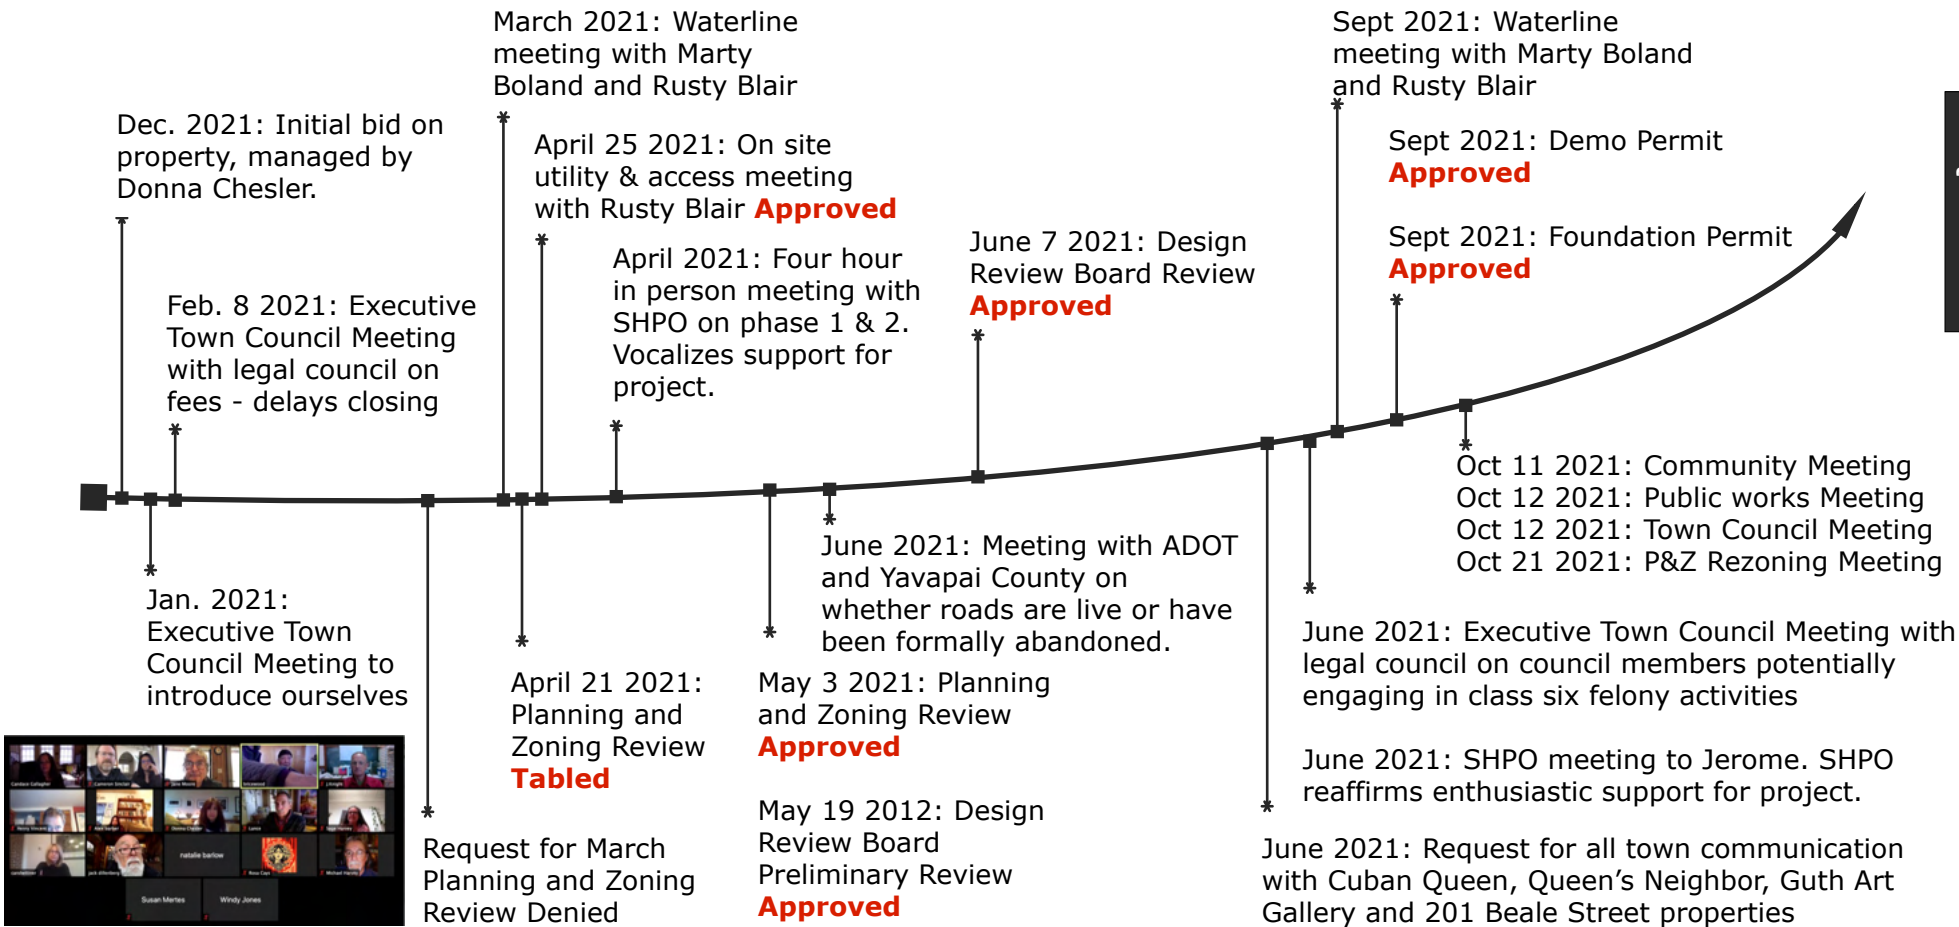 March 2021: Waterline
meeting with Marty
Boland and Rusty Blair
Sept 2021: Waterline
meeting with Marty Boland
and Rusty Blair
Dec. 2021: Initial bid on
property, managed by
Donna Chesler.
April 25 2021: On site
utility & access meeting
with Rusty Blair Approved
Sept 2021: Demo Permit
Approved
Feb. 8 2021: Executive
Town Council Meeting
with legal council on
fees - delays closing
April 2021: Four hour
in person meeting with
SHPO on phase 1 & 2.
Vocalizes support for
project.
June 7 2021: Design
Review Board Review
Approved
Sept 2021: Foundation Permit
Approved
Oct 11 2021: Community Meeting
Oct 12 2021: Public works Meeting
Oct 12 2021: Town Council Meeting
Oct 21 2021: P&Z Rezoning Meeting
Jan. 2021:
Executive Town
Council Meeting to
introduce ourselves
June 2021: Meeting with ADOT
and Yavapai County on
whether roads are live or have
been formally abandoned.
June 2021: Executive Town Council Meeting with
legal council on council members potentially
engaging in class six felony activities
April 21 2021:
Planning and
Zoning Review
Tabled
May 3 2021: Planning
and Zoning Review
Approved
June 2021: SHPO meeting to Jerome. SHPO
reaffirms enthusiastic support for project.
Request for March
Planning and Zoning
Review Denied
May 19 2012: Design
Review Board
Preliminary Review
Approved
June 2021: Request for all town communication
with Cuban Queen, Queen's Neighbor, Guth Art
Gallery and 201 Beale Street properties
Candace Gallagher
Lance
natalie barlow
Susan Mertes
Windy Jones